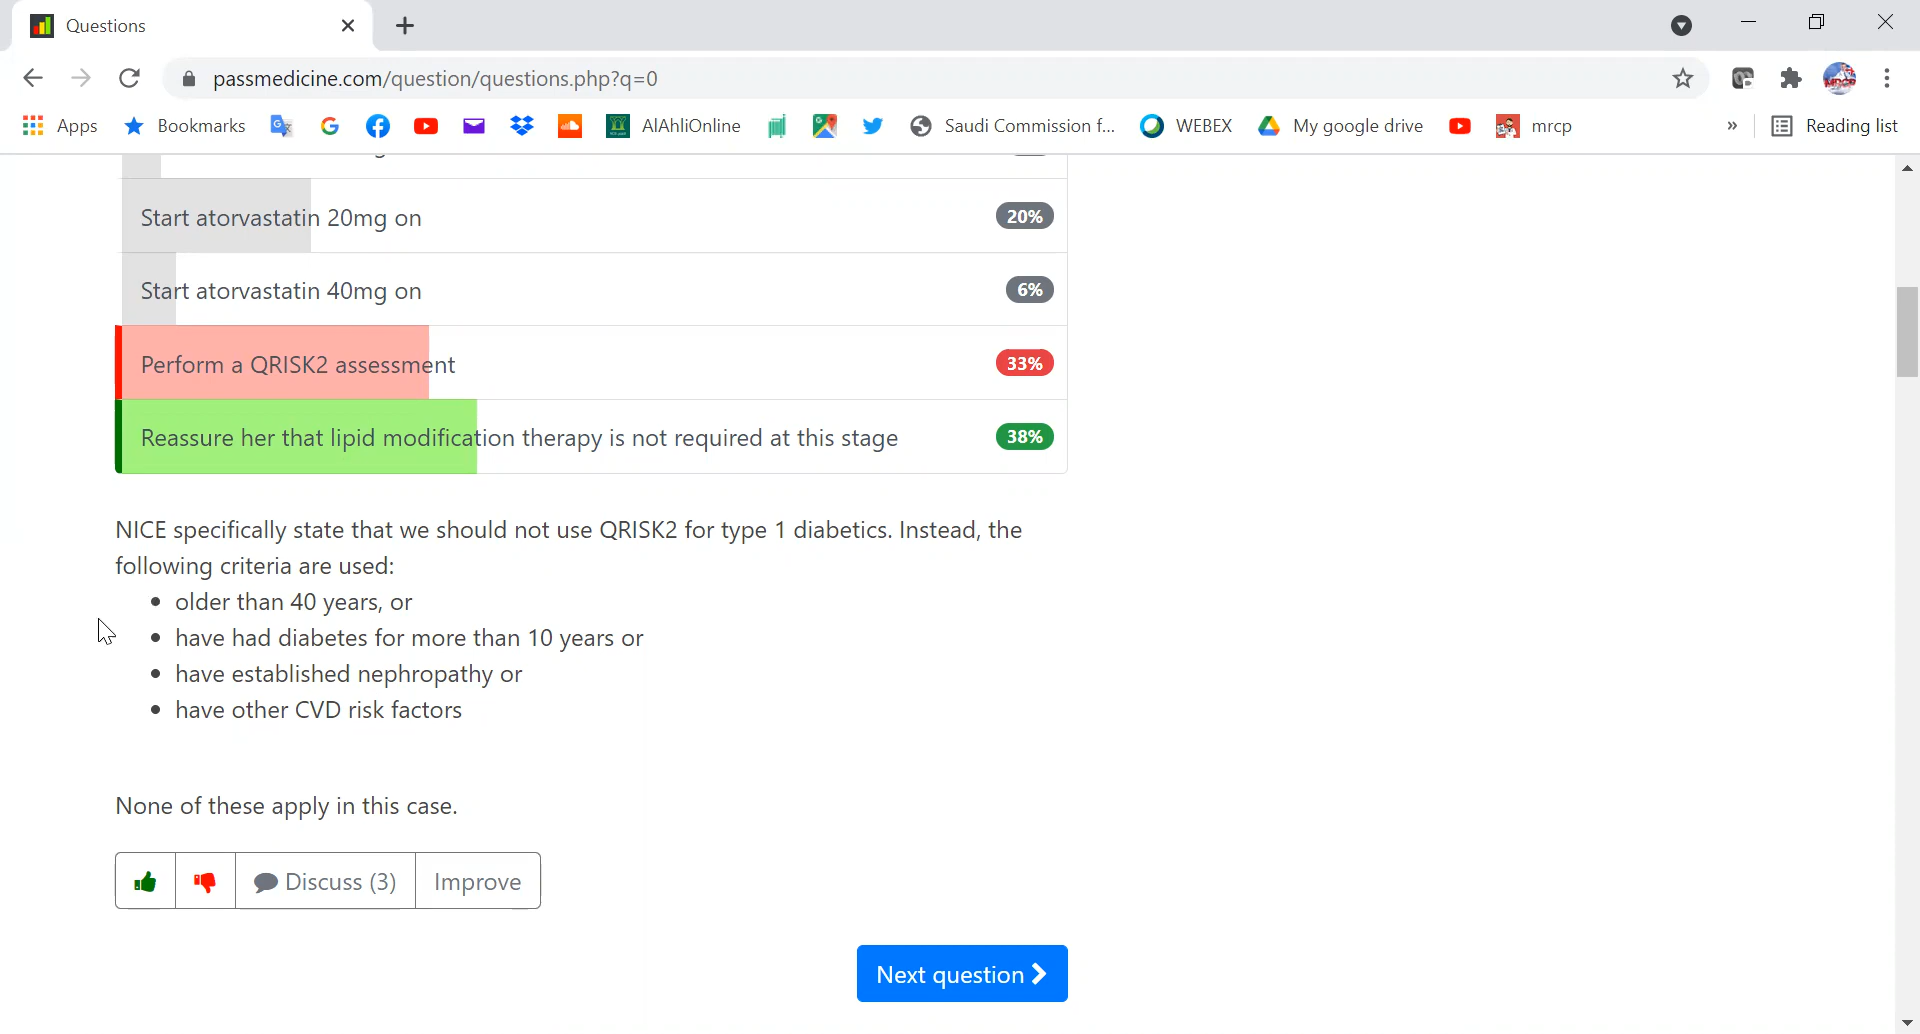 Questions
passmedicine.com/question/questions.php?q=0
Apps Bookmarks AlAhliOnline Saudi Commission f... WEBEX My google drive mrcp » Reading list
Start atorvastatin 20mg on 20%
Start atorvastatin 40mg on 6%
Perform a QRISK2 assessment 33%
Reassure her that lipid modification therapy is not required at this stage 38%
NICE specifically state that we should not use QRISK2 for type 1 diabetics. Instead, the
following criteria are used:
• older than 40 years, or
• have had diabetes for more than 10 years or
• have established nephropathy or
• have other CVD risk factors
None of these apply in this case.
Discuss (3) Improve
Next question